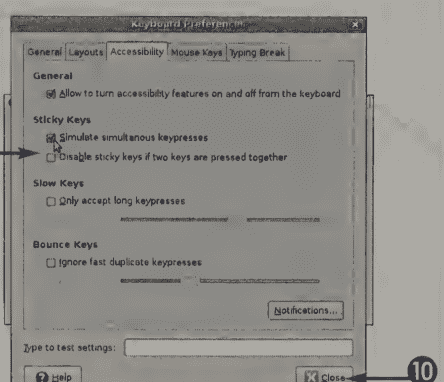 Keyboard Preferences
General Layouts Accessibility Mouse Keys Typing Break
General
Allow to turn accessibility features on and off from the keyboard
Sticky Keys
Simulate simultanous keypresses
Disable sticky keys if two keys are pressed together
Slow Keys
Only accept long keypresses
Bounce Keys
Ignore fast duplicate keypresses
Notifications...
Type to test settings:
Help Close 10